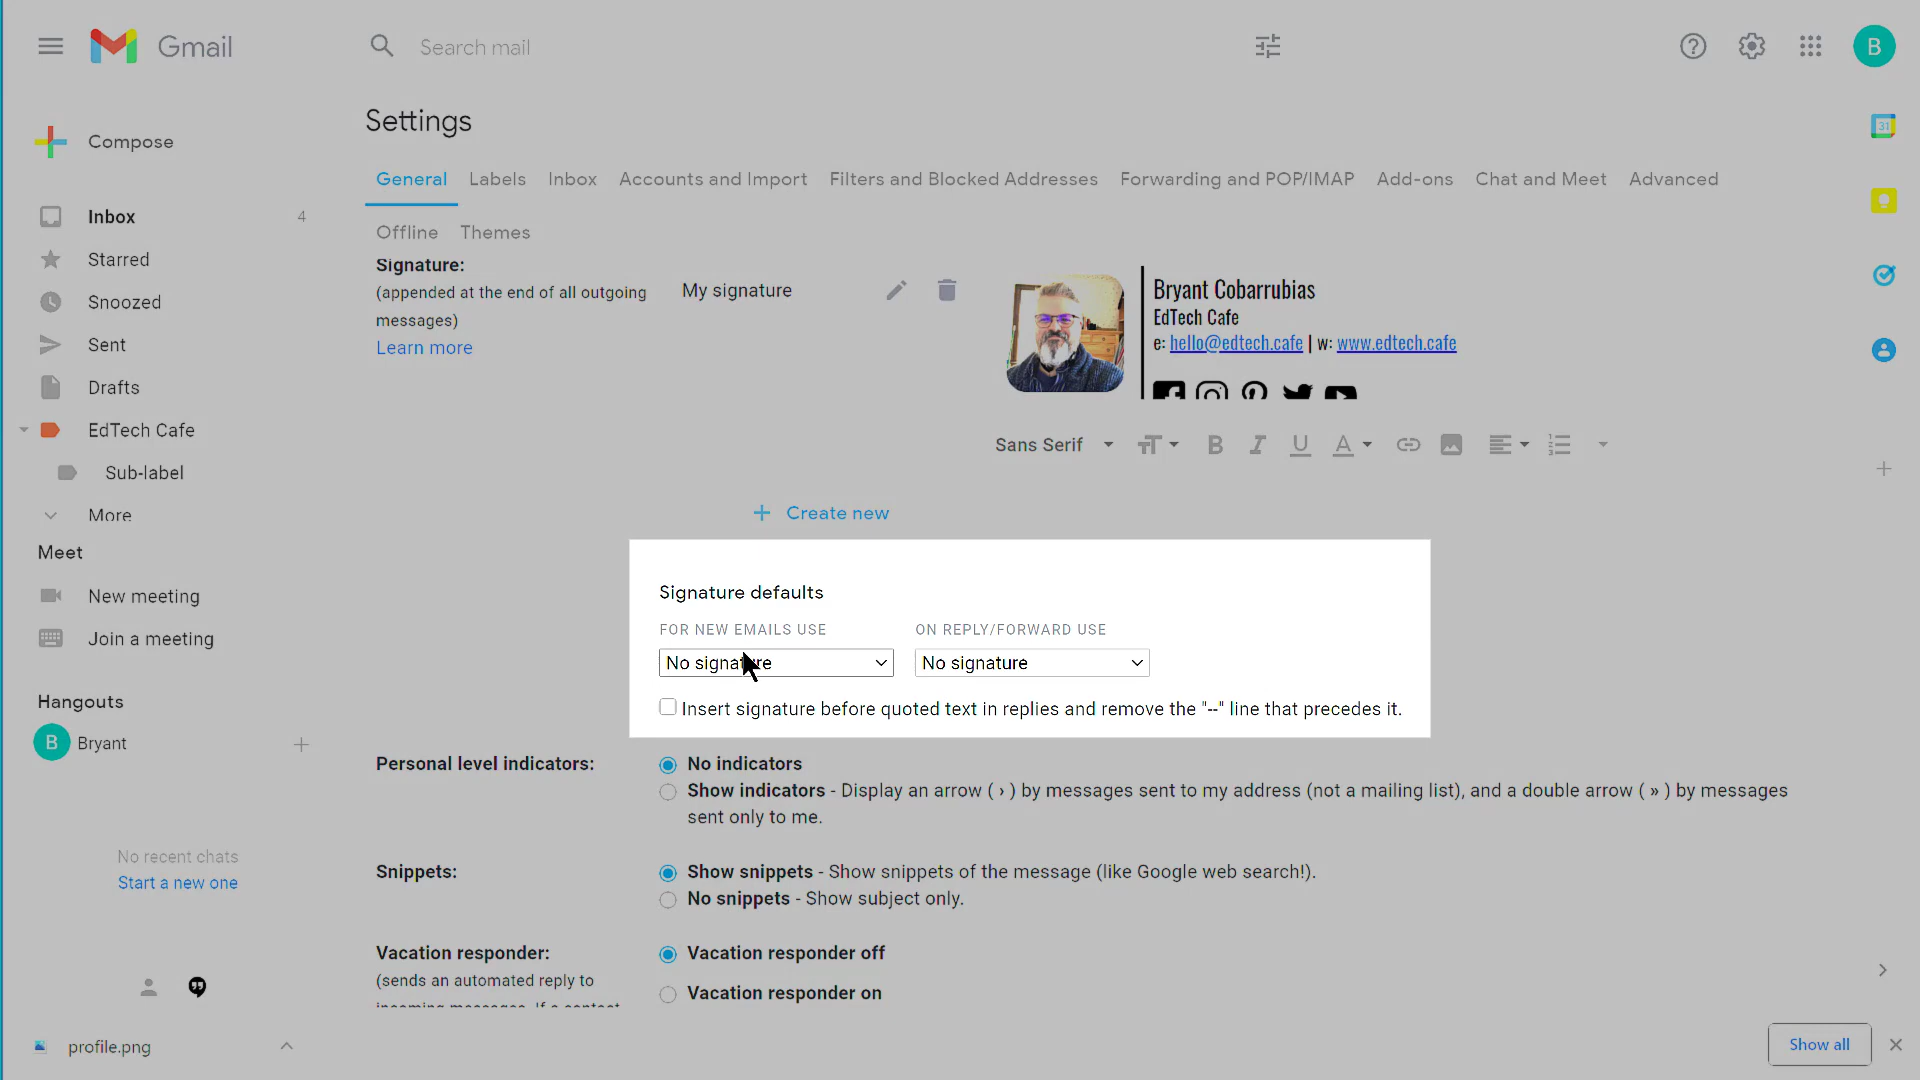 Gmail
Search mail
B
Settings
31
Compose
General Labels Inbox Accounts and Import Filters and Blocked Addresses Forwarding and POP/IMAP Add-ons Chat and Meet Advanced
Offline Themes
Inbox 4
Starred
Snoozed
Sent
Drafts
EdTech Cafe
Sub-label
More
Meet
New meeting
Join a meeting
Hangouts
B Bryant
No recent chats
Start a new one
Signature:
(appended at the end of all outgoing
messages)
Learn more
My signature
Bryant Cobarrubias
EdTech Cafe
e: hello@edtech.cafe | w: www.edtech.cafe
Sans Serif
Create new
Signature defaults
FOR NEW EMAILS USE ON REPLY/FORWARD USE
No signature No signature
Insert signature before quoted text in replies and remove the "--" line that precedes it.
Personal level indicators:
No indicators
Show indicators - Display an arrow ( › ) by messages sent to my address (not a mailing list), and a double arrow ( » ) by messages
sent only to me.
Snippets:
Show snippets - Show snippets of the message (like Google web search!).
No snippets - Show subject only.
Vacation responder:
(sends an automated reply to
incoming messages. If a contact
Vacation responder off
Vacation responder on
profile.png
Show all